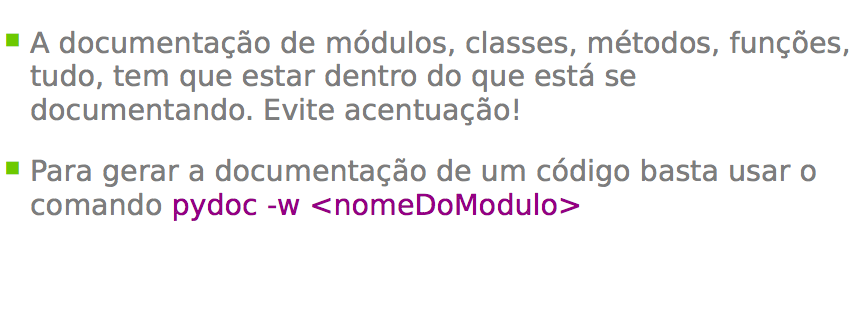 A documentação de módulos, classes, métodos, funções,
tudo, tem que estar dentro do que está se
documentando. Evite acentuação!
Para gerar a documentação de um código basta usar o
comando pydoc -w <nomeDoModulo>